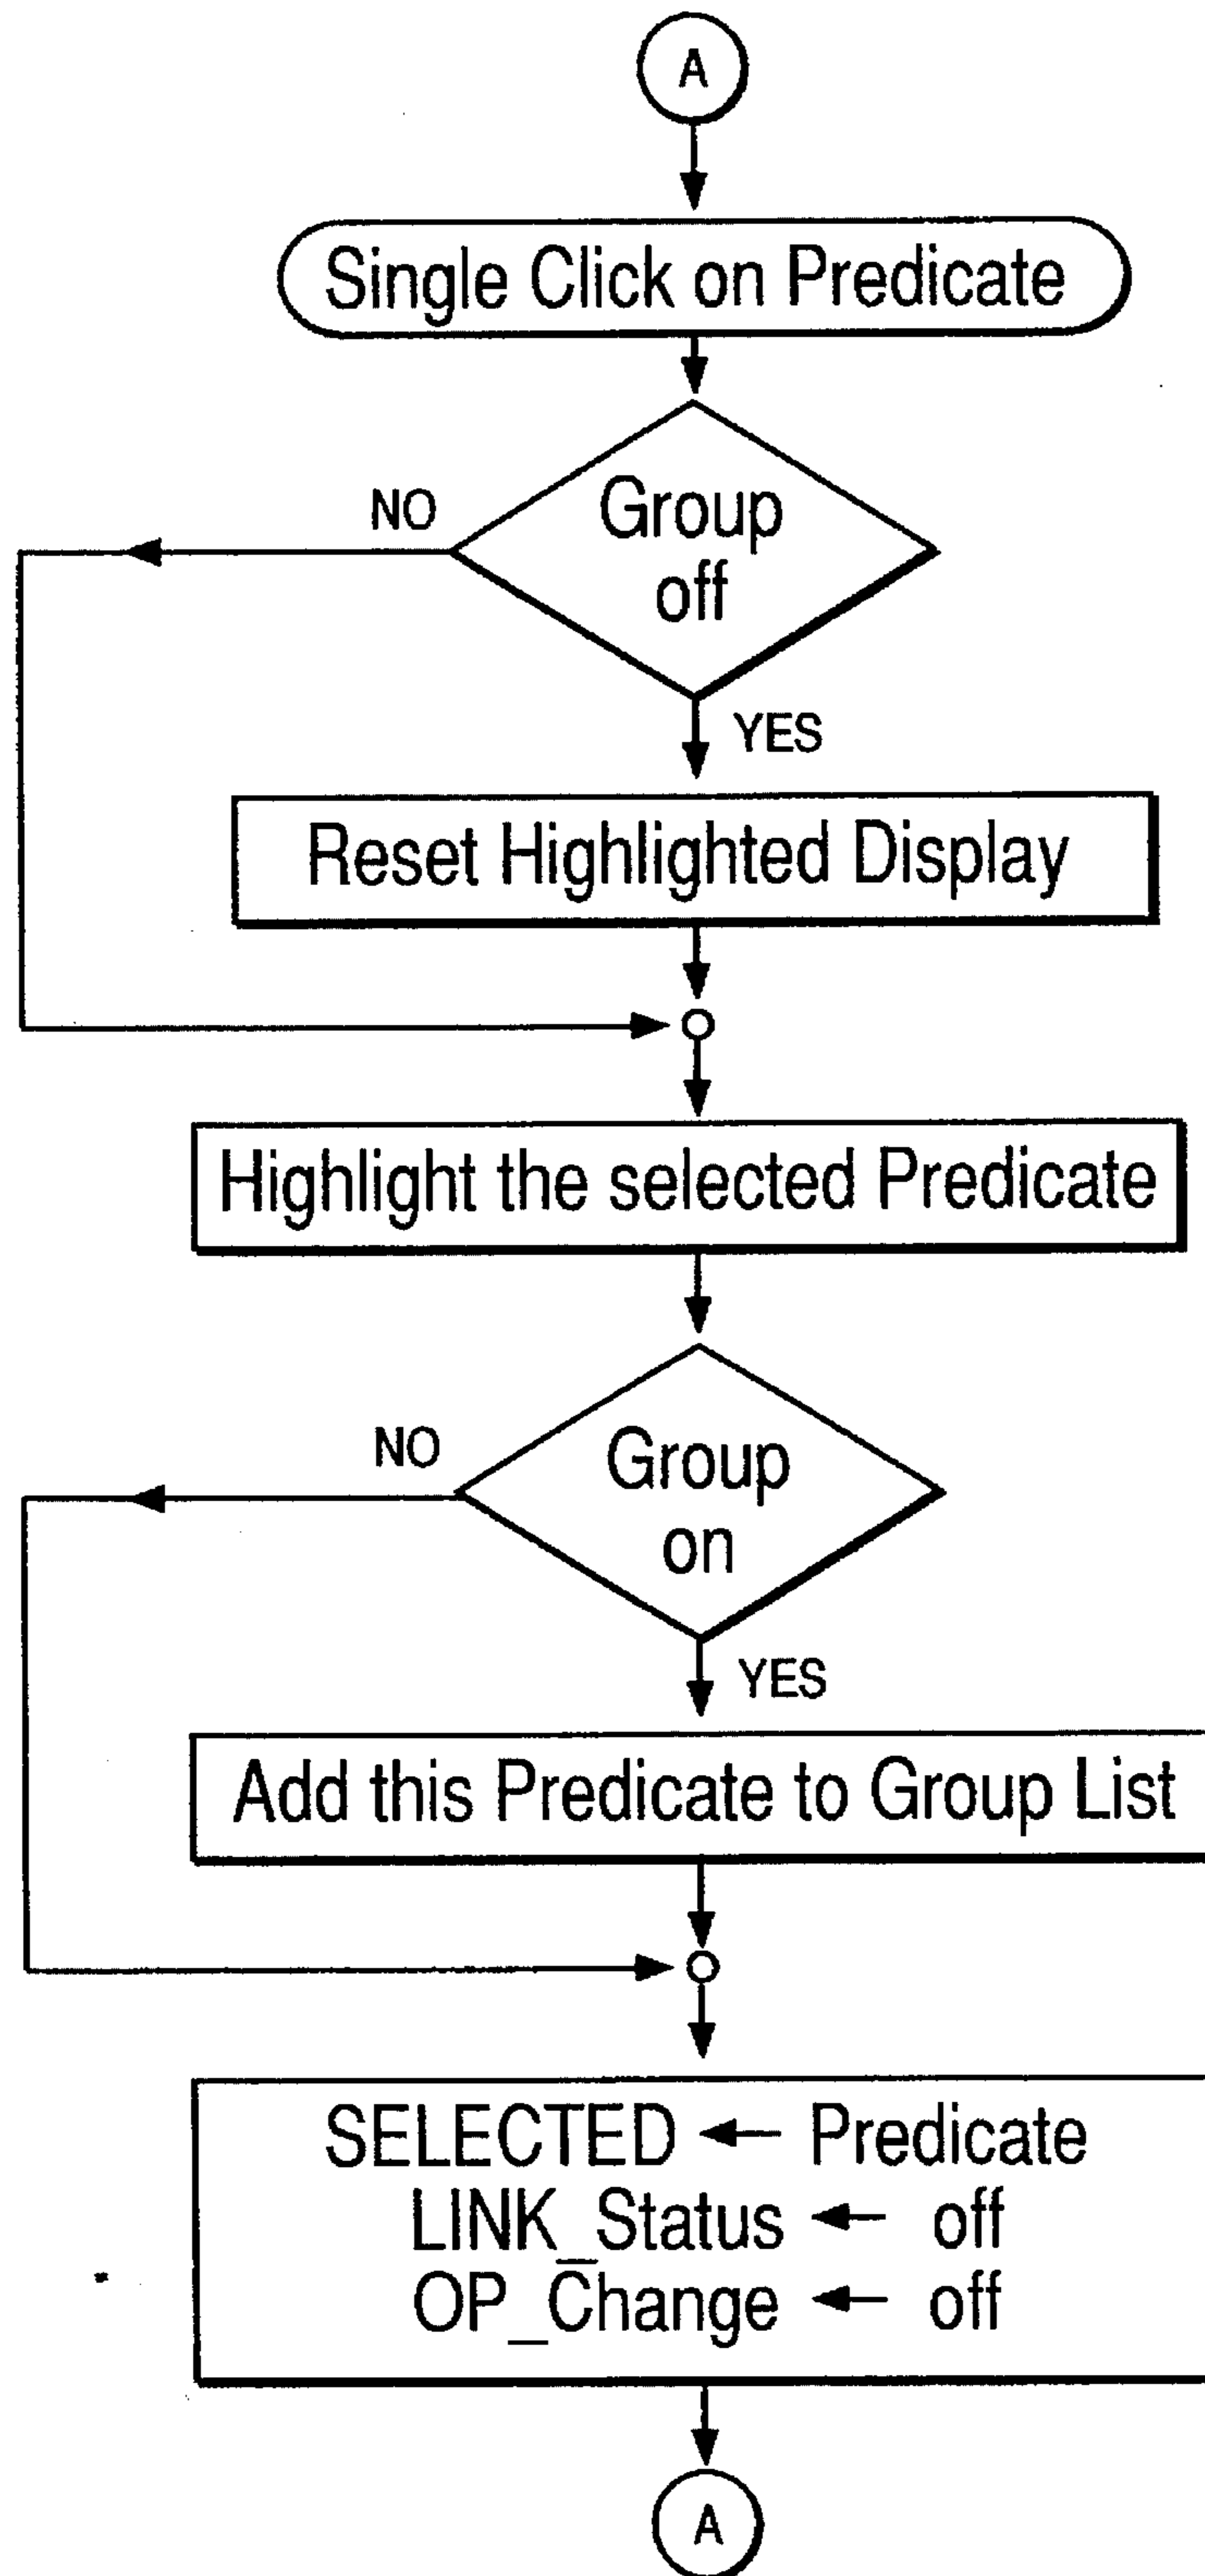 A
Single Click on Predicate
Group
off
NO
YES
Reset Highlighted Display
Highlight the selected Predicate
Group
on
NO
YES
Add this Predicate to Group List
SELECTED ← Predicate
LINK_Status ← off
OP_Change ← off
A